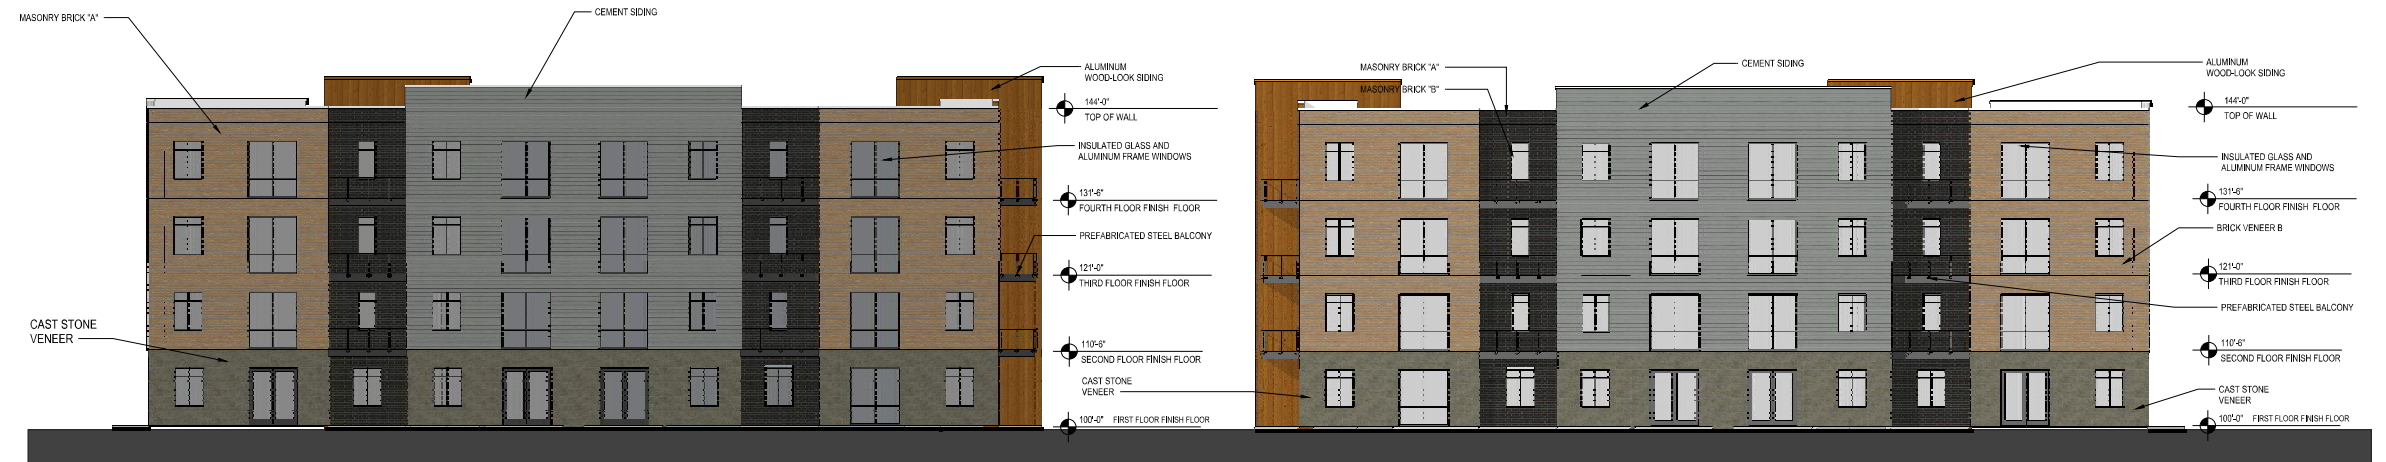 MASONRY BRICK "A"
CEMENT SIDING
ALUMINUM
WOOD-LOOK SIDING
144'-0"
TOP OF WALL
INSULATED GLASS AND
ALUMINUM FRAME WINDOWS
131'-6"
FOURTH FLOOR FINISH FLOOR
PREFABRICATED STEEL BALCONY
121'-0"
THIRD FLOOR FINISH FLOOR
CAST STONE
VENEER
110'-6"
SECOND FLOOR FINISH FLOOR
100'-0" FIRST FLOOR FINISH FLOOR
MASONRY BRICK "A"
MASONRY BRICK "B"
CEMENT SIDING
ALUMINUM
WOOD-LOOK SIDING
144'-0"
TOP OF WALL
INSULATED GLASS AND
ALUMINUM FRAME WINDOWS
131'-6"
FOURTH FLOOR FINISH FLOOR
BRICK VENEER B
121'-0"
THIRD FLOOR FINISH FLOOR
PREFABRICATED STEEL BALCONY
110'-6"
SECOND FLOOR FINISH FLOOR
CAST STONE
VENEER
CAST STONE
VENEER
100'-0" FIRST FLOOR FINISH FLOOR